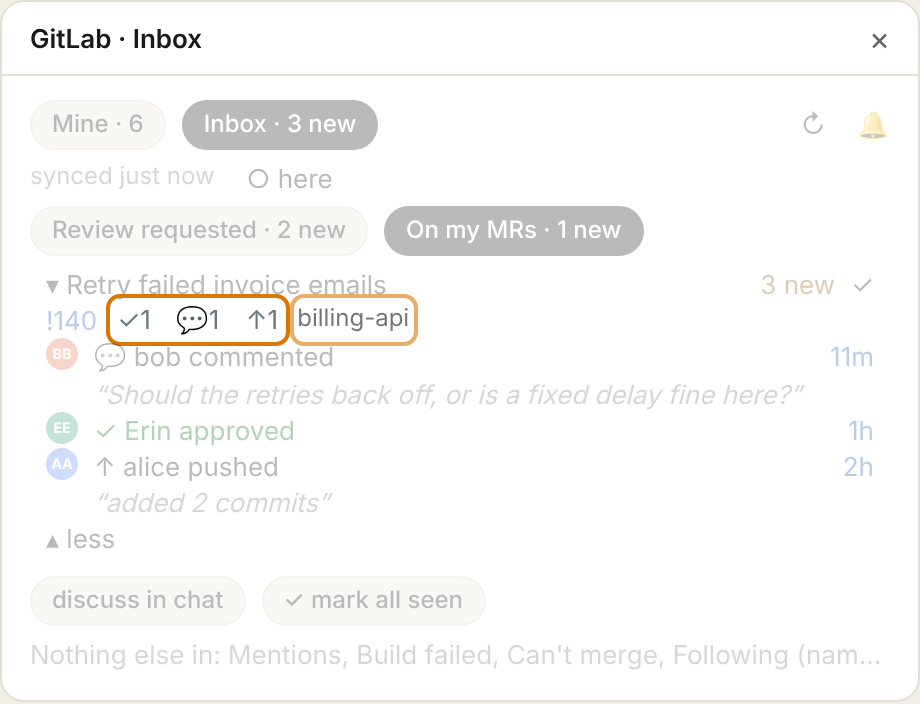 GitLab · Inbox ×
Mine · 6 Inbox · 3 new ↻ 🔔
synced just now ○ here
Review requested · 2 new On my MRs · 1 new
▾ Retry failed invoice emails 3 new ✓
!140 ✓1 💬1 ↑1 billing-api
BB 💬 bob commented 11m
“Should the retries back off, or is a fixed delay fine here?”
EE ✓ Erin approved 1h
AA ↑ alice pushed 2h
“added 2 commits”
▴ less
discuss in chat ✓ mark all seen
Nothing else in: Mentions, Build failed, Can't merge, Following (nam...